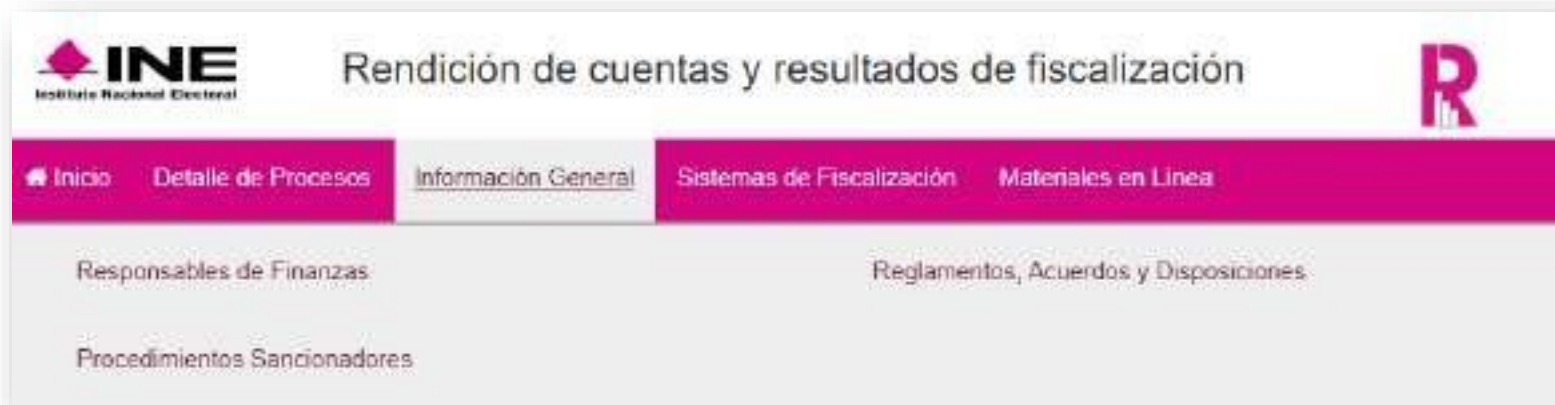 INE
Instituto Nacional Electoral
Rendición de cuentas y resultados de fiscalización
R
Inicio Detalle de Procesos Información General Sistemas de Fiscalización Materiales en Línea
Responsables de Finanzas Reglamentos, Acuerdos y Disposiciones
Procedimientos Sancionadores